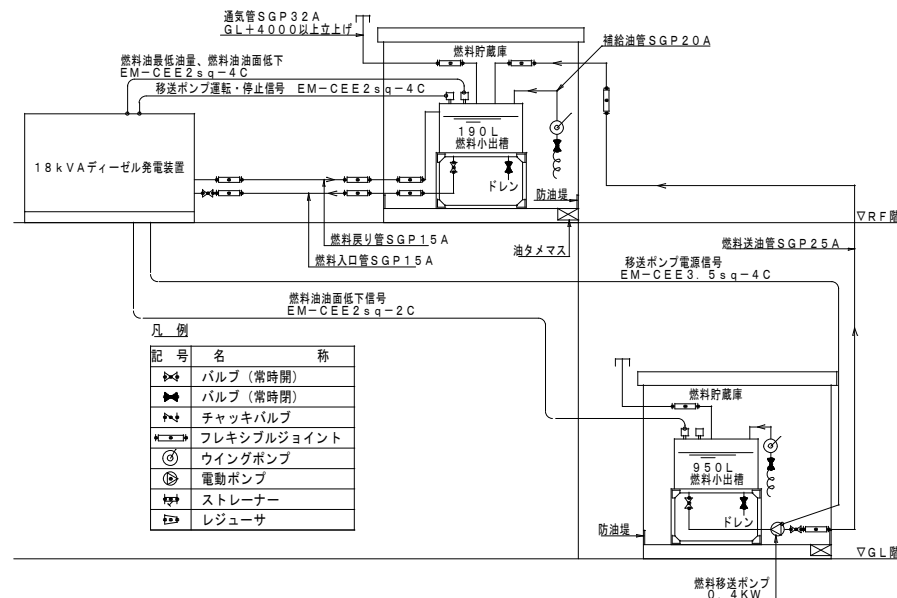 通気管SGP32A
GL+4000以上立上げ
燃料油最低油量、燃料油油面低下
EM-CEE2sq-4C
移送ポンプ運転・停止信号 EM-CEE2sq-4C
燃料貯蔵庫
補給油管SGP20A
190L
燃料小出槽
18kVAディーゼル発電装置
ドレン
防油堤
▽RF階
燃料戻り管SGP15A
油タメマス
燃料送油管SGP25A
燃料入口管SGP15A
移送ポンプ電源信号
EM-CEE3.5sq-4C
燃料油油面低下信号
EM-CEE2sq-2C
凡 例
記 号 名 称
バルブ(常時開)
バルブ(常時閉)
チャッキバルブ
フレキシブルジョイント
ウイングポンプ
電動ポンプ
ストレーナー
レジューサ
燃料貯蔵庫
950L
燃料小出槽
ドレン
防油堤
▽GL階
燃料移送ポンプ
0.4KW